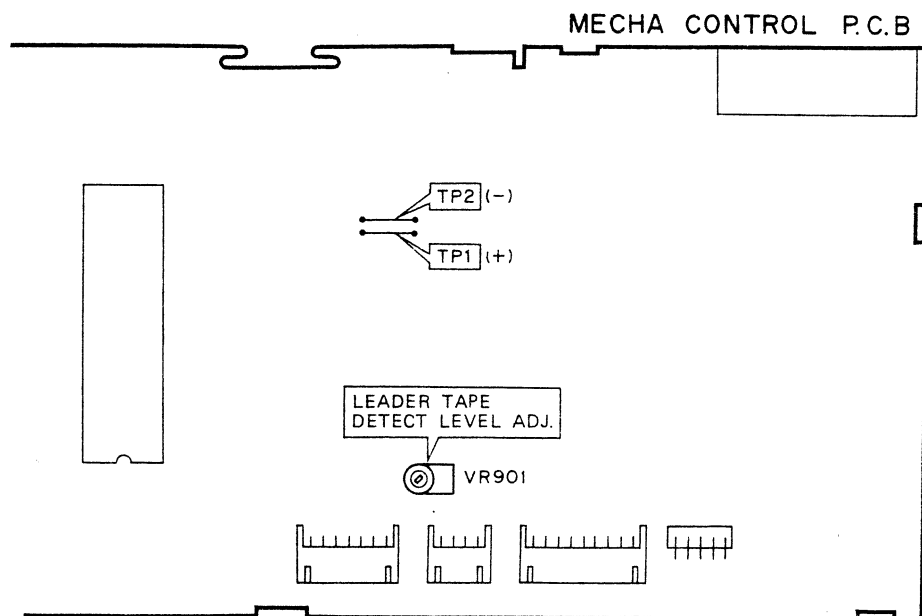 MECHA CONTROL P.C.B
TP2 (-)
TP1 (+)
LEADER TAPE
DETECT LEVEL ADJ.
VR901